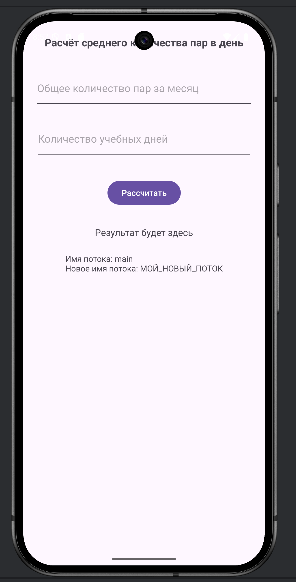 Расчёт среднего количества пар в день
Общее количество пар за месяц
Количество учебных дней
Рассчитать
Результат будет здесь
Имя потока: main
Новое имя потока: МОЙ_НОВЫЙ_ПОТОК